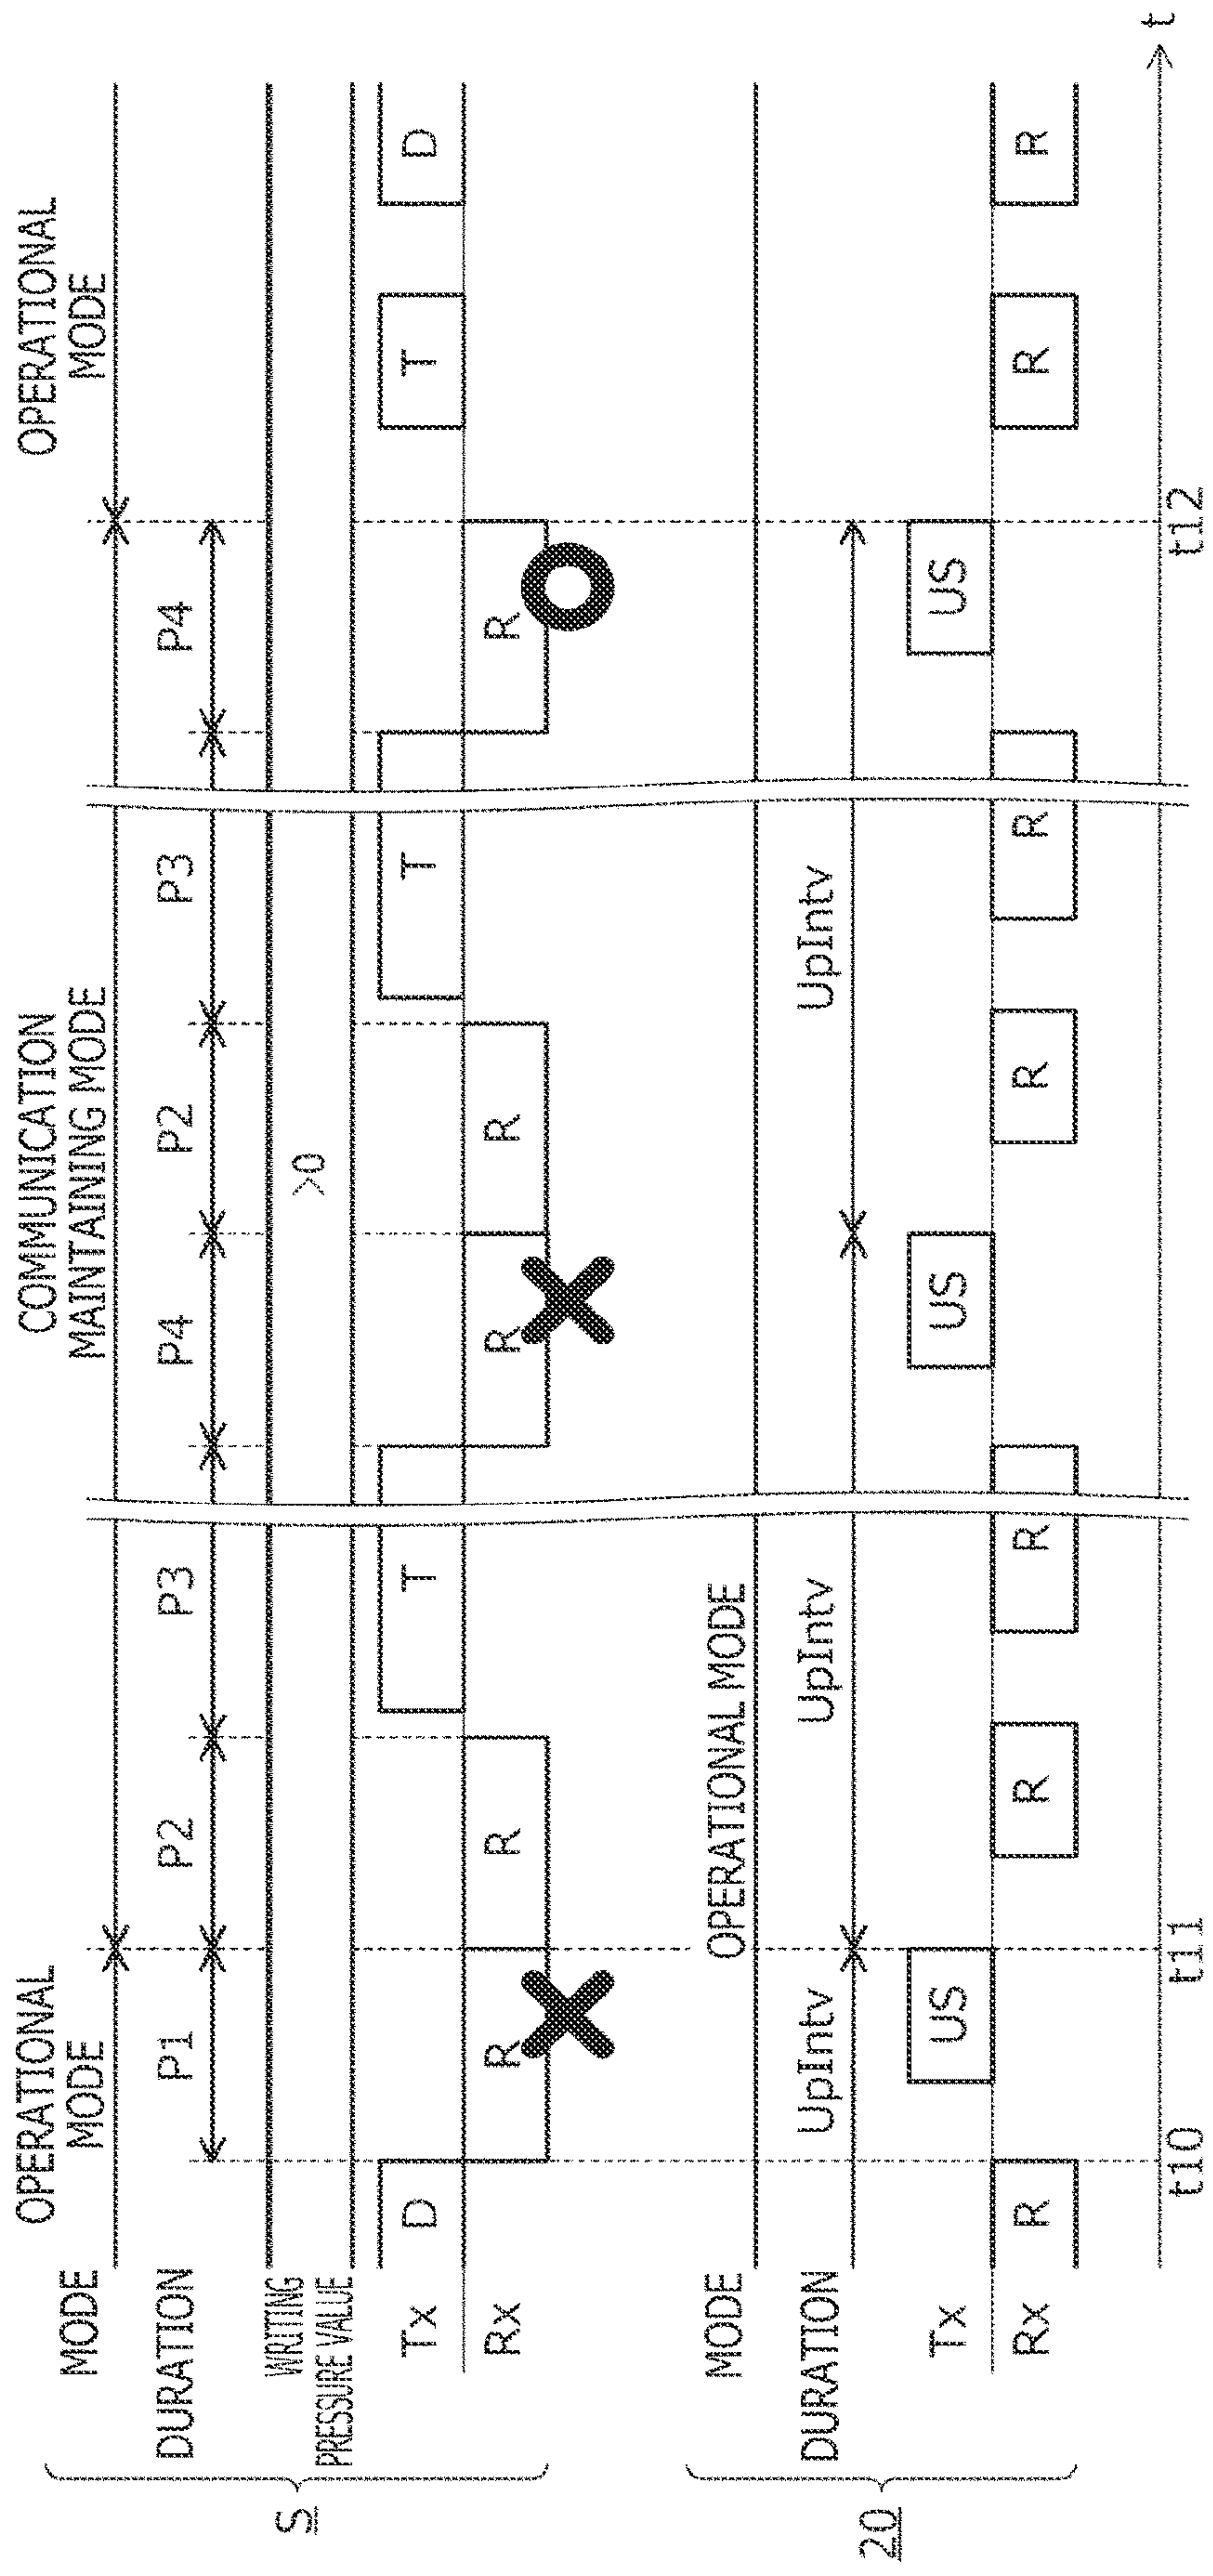 OPERATIONAL
MODE
COMMUNICATION
MAINTAINING MODE
OPERATIONAL
MODE
MODE
DURATION
P1
P2
P3
P4
P2
P3
P4
WRITING
PRESSURE VALUE
>0
Tx
D
T
T
T
D
Rx
R
R
R
R
R
S
MODE
OPERATIONAL MODE
DURATION
UpIntv
UpIntv
UpIntv
Tx
US
US
US
Rx
R
R
R
R
R
R
R
20
t10
t11
t12
t